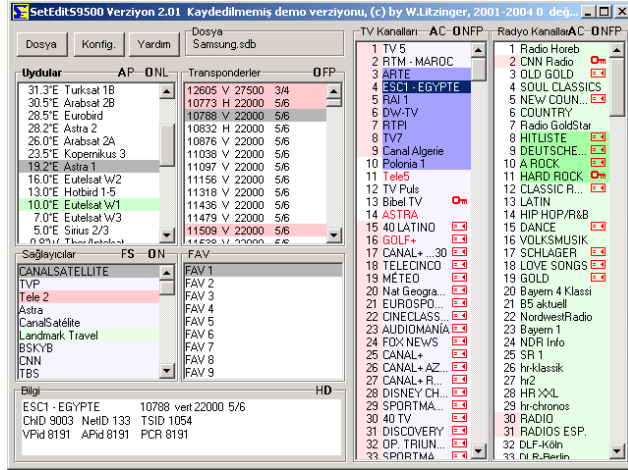 SetEditS9500 Verziyon 2.01 Kaydedilmemiş demo verziyonu, (c) by W.Litzinger, 2001-2004 0 değ...
Dosya Konfig. Yardım
Dosya
Samsung.sdb
Uydular AP ONL
31.3°E Turksat 1B
30.5°E Arabsat 2B
28.5°E Eurobird
28.2°E Astra 2
26.0°E Arabsat 2A
23.5°E Kopernikus 3
19.2°E Astra 1
16.0°E Eutelsat W2
13.0°E Hotbird 1-5
10.0°E Eutelsat W1
7.0°E Eutelsat W3
5.0°E Sirius 2/3
Transponderler OFP
12605 V 27500 3/4
10773 H 22000 5/6
10788 V 22000 5/6
10832 H 22000 5/6
10876 V 22000 5/6
11038 V 22000 5/6
11097 V 22000 5/6
11156 V 22000 5/6
11318 V 22000 5/6
11436 V 22000 5/6
11479 V 22000 5/6
11509 V 22000 5/6
11538 V 22000 5/6
Sağlayıcılar FS ON
CANALSATELLITE
TVP
Tele 2
Astra
CanalSatélite
Landmark Travel
BSKYB
CNN
TBS
FAV
FAV 1
FAV 2
FAV 3
FAV 4
FAV 5
FAV 6
FAV 7
FAV 8
FAV 9
Bilgi HD
ESC1 - EGYPTE 10788 vert 22000 5/6
ChID 9003 NetID 133 TSID 1054
VPid 8191 APid 8191 PCR 8191
TV Kanalları AC ONFP
1 TV 5
2 RTM - MAROC
3 ARTE
4 ESC1 - EGYPTE
5 RAI 1
6 DW-TV
7 RTPI
8 TV7
9 Canal Algerie
10 Polonia 1
11 Tele5
12 TV Puls
13 Bibel TV
14 ASTRA
15 40 LATINO
16 GOLF+
17 CANAL+ ...30
18 TELECINCO
19 MÉTEO
20 Nat Geogra...
21 EUROSPO...
22 CINECLASS...
23 AUDIOMANÍA
24 FOX NEWS
25 CANAL+
26 CANAL+ AZ...
27 CANAL+ R...
28 DISNEY CH...
29 SPORTMA...
30 40 TV
31 DISCOVERY
32 OP. TRIUN...
33 SPORTMA...
Radyo Kanalları AC ONFP
1 Radio Horeb
2 CNN Radio
3 OLD GOLD
4 SOUL CLASSICS
5 NEW COUN...
6 COUNTRY
7 Radio GoldStar
8 HITLISTE
9 DEUTSCHE...
10 A ROCK
11 HARD ROCK
12 CLASSIC R...
13 LATIN
14 HIP HOP/R&B
15 DANCE
16 VOLKSMUSIK
17 SCHLAGER
18 LOVE SONGS
19 GOLD
20 Bayern 4 Klassi
21 B5 aktuell
22 NordwestRadio
23 Bayern 1
24 NDR Info
25 SR 1
26 hr-klassik
27 hr2
28 HR XXL
29 hr-chronos
30 RADIO
31 RADIOS ESP.
32 DLF-Köln
33 DLR-Berlin